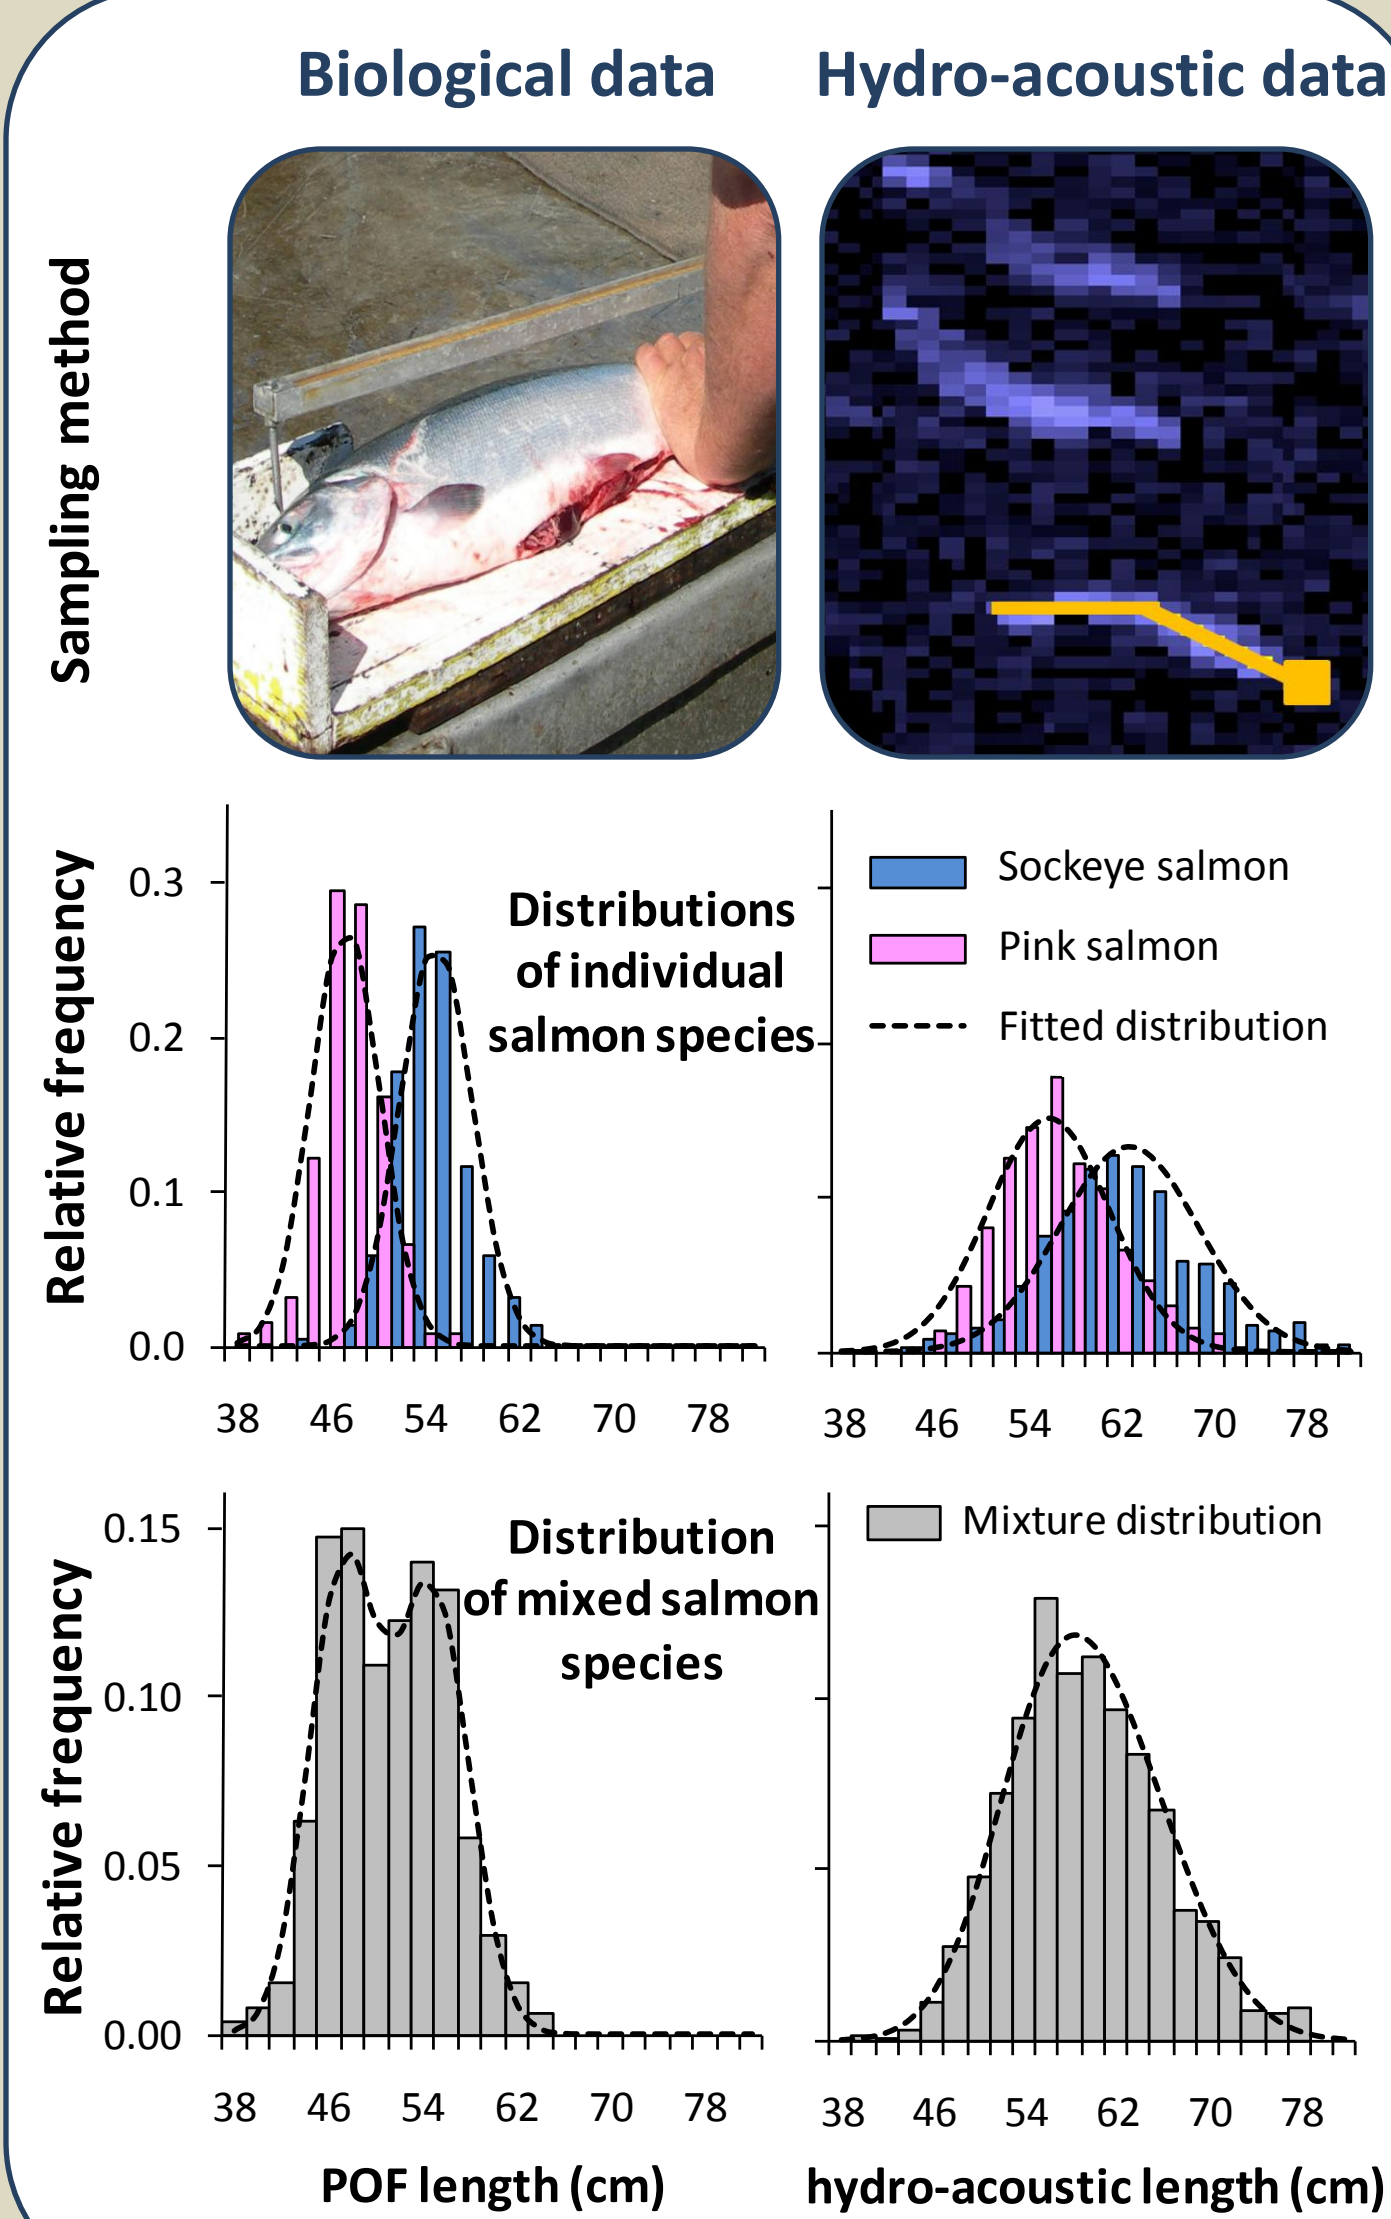 Biological data
Hydro-acoustic data
Sampling method
Relative frequency
0.3
0.2
0.1
0.0
Distributions
of individual
salmon species
38 46 54 62 70 78
Sockeye salmon
Pink salmon
Fitted distribution
38 46 54 62 70 78
Relative frequency
0.15
0.10
0.05
0.00
Distribution
of mixed salmon
species
38 46 54 62 70 78
POF length (cm)
Mixture distribution
38 46 54 62 70 78
hydro-acoustic length (cm)